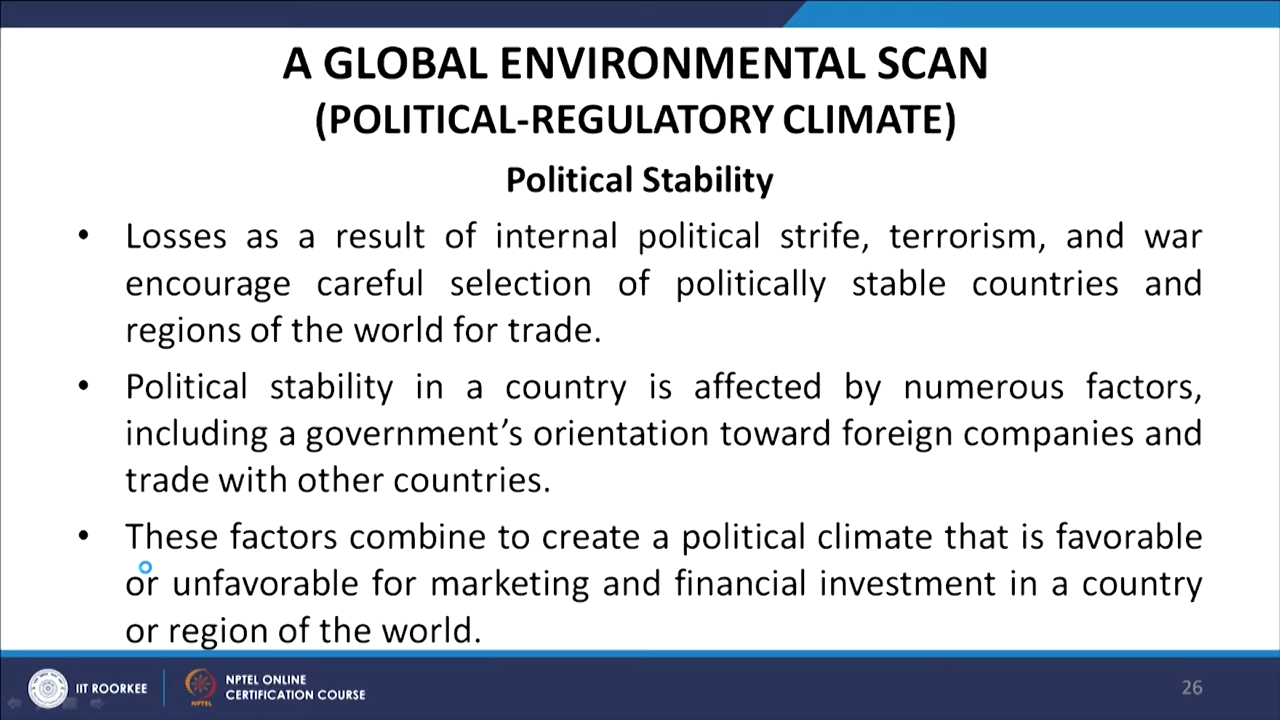 A GLOBAL ENVIRONMENTAL SCAN
(POLITICAL-REGULATORY CLIMATE)
Political Stability
• Losses as a result of internal political strife, terrorism, and war
encourage careful selection of politically stable countries and
regions of the world for trade.
• Political stability in a country is affected by numerous factors,
including a government’s orientation toward foreign companies and
trade with other countries.
• These factors combine to create a political climate that is favorable
or unfavorable for marketing and financial investment in a country
or region of the world.
IIT ROORKEE
NPTEL
NPTEL ONLINE
CERTIFICATION COURSE
26